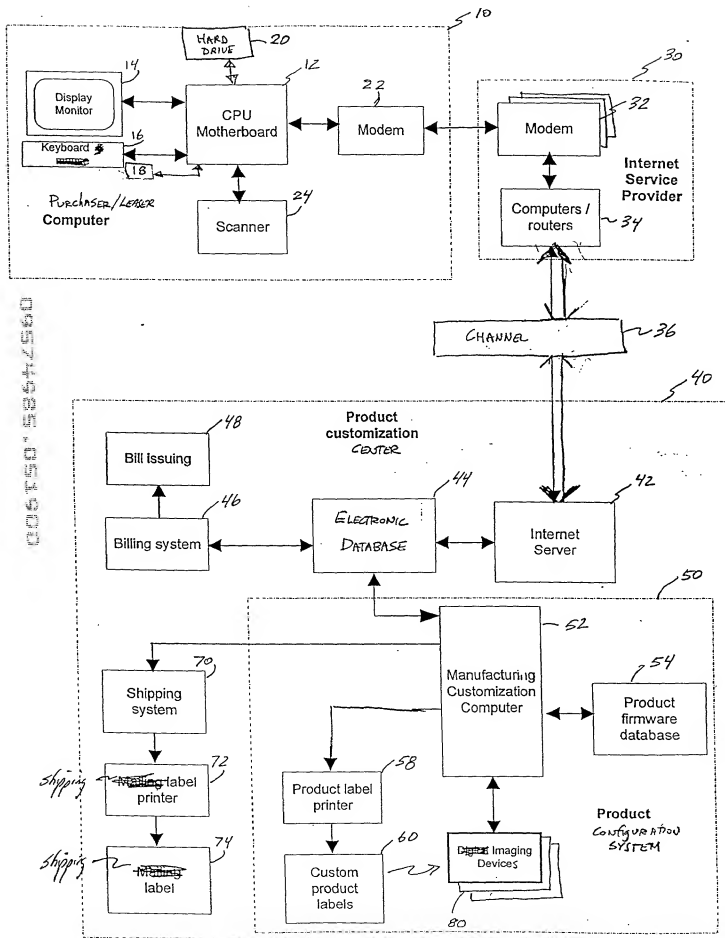 10
HARD
DRIVE
20
14
12
Display
Monitor
CPU
Motherboard
22
Modem
16
Keyboard
18
24
Scanner
PURCHASER/LEASER
Computer
30
32
Modem
Internet
Service
Provider
Computers /
routers
34
CHANNEL
36
40
Product
customization
CENTER
48
Bill issuing
46
Billing system
44
ELECTRONIC
DATABASE
42
Internet
Server
50
52
Manufacturing
Customization
Computer
54
Product
firmware
database
70
Shipping
system
72
shipping
Mailing label
printer
74
shipping
Mailing
label
58
Product label
printer
60
Custom
product
labels
Digital Imaging
Devices
80
Product
CONFIGURATION
SYSTEM